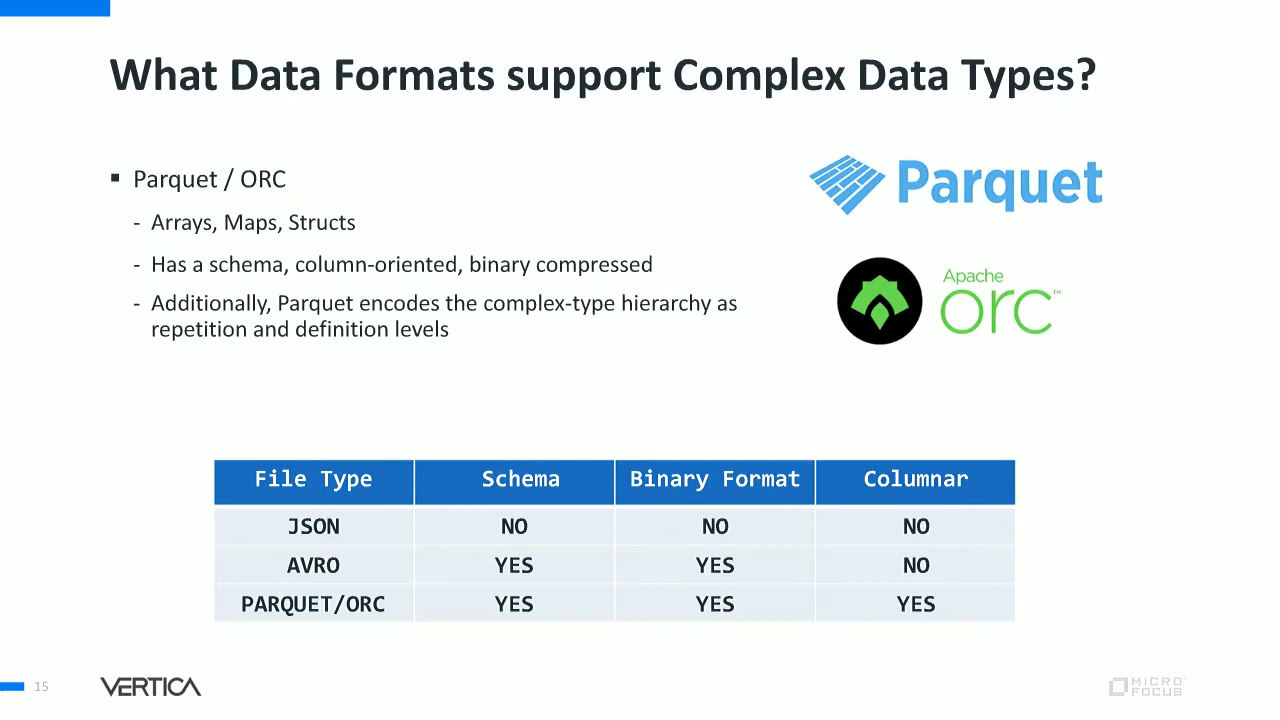 What Data Formats support Complex Data Types?
▪ Parquet / ORC
- Arrays, Maps, Structs
- Has a schema, column-oriented, binary compressed
- Additionally, Parquet encodes the complex-type hierarchy as
repetition and definition levels
Parquet
Apache
orc™
File Type Schema Binary Format Columnar
JSON NO NO NO
AVRO YES YES NO
PARQUET/ORC YES YES YES
15
VERTICA
MICRO
FOCUS